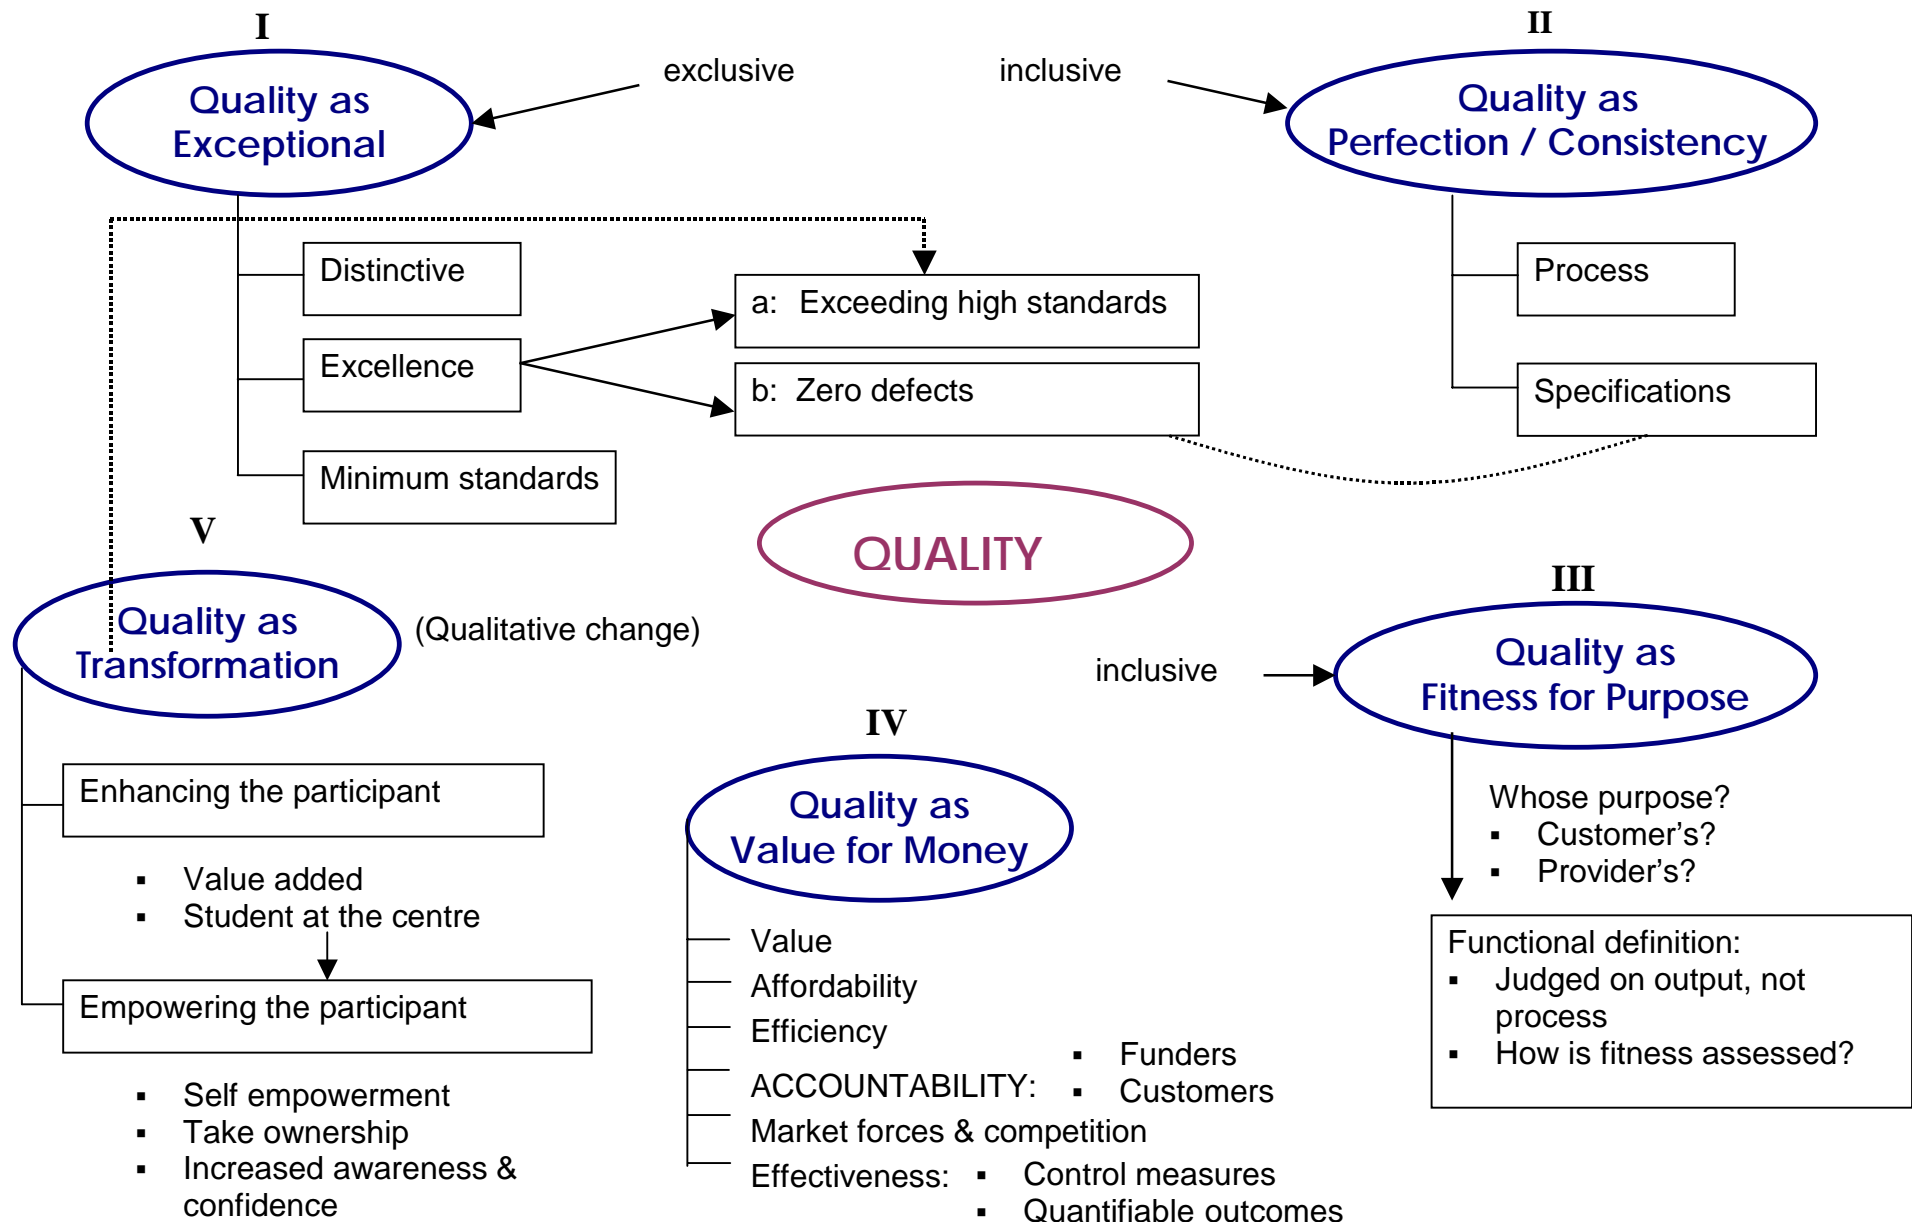 I
Quality as
Exceptional
exclusive
inclusive
II
Quality as
Perfection / Consistency
Distinctive
Excellence
Minimum standards
a: Exceeding high standards
b: Zero defects
Process
Specifications
QUALITY
V
Quality as
Transformation
(Qualitative change)
Enhancing the participant
▪ Value added
▪ Student at the centre
Empowering the participant
▪ Self empowerment
▪ Take ownership
▪ Increased awareness &
confidence
IV
Quality as
Value for Money
Value
Affordability
Efficiency
ACCOUNTABILITY:
▪ Funders
▪ Customers
Market forces & competition
Effectiveness:
▪ Control measures
▪ Quantifiable outcomes
III
inclusive
Quality as
Fitness for Purpose
Whose purpose?
▪ Customer’s?
▪ Provider’s?
Functional definition:
▪ Judged on output, not
process
▪ How is fitness assessed?